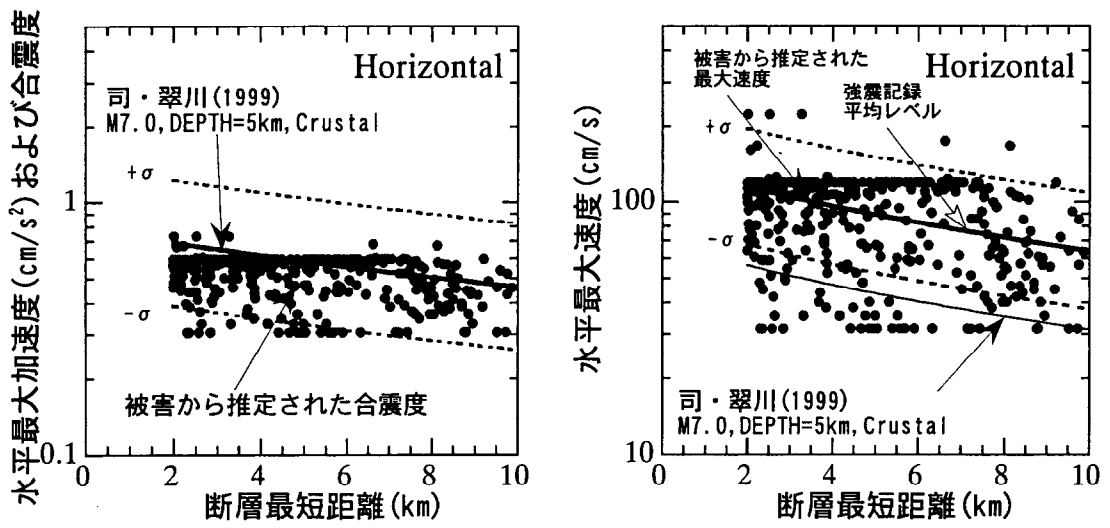 水平最大加速度(cm/s²)および合震度
Horizontal
司・翠川(1999)
M7.0,DEPTH=5km,Crustal
+σ
1
-σ
被害から推定された合震度
0.1
0 2 4 6 8 10
断層最短距離(km)
水平最大速度(cm/s)
被害から推定された
最大速度
Horizontal
強震記録
平均レベル
+σ
100
-σ
司・翠川(1999)
M7.0,DEPTH=5km,Crustal
10
0 2 4 6 8 10
断層最短距離(km)